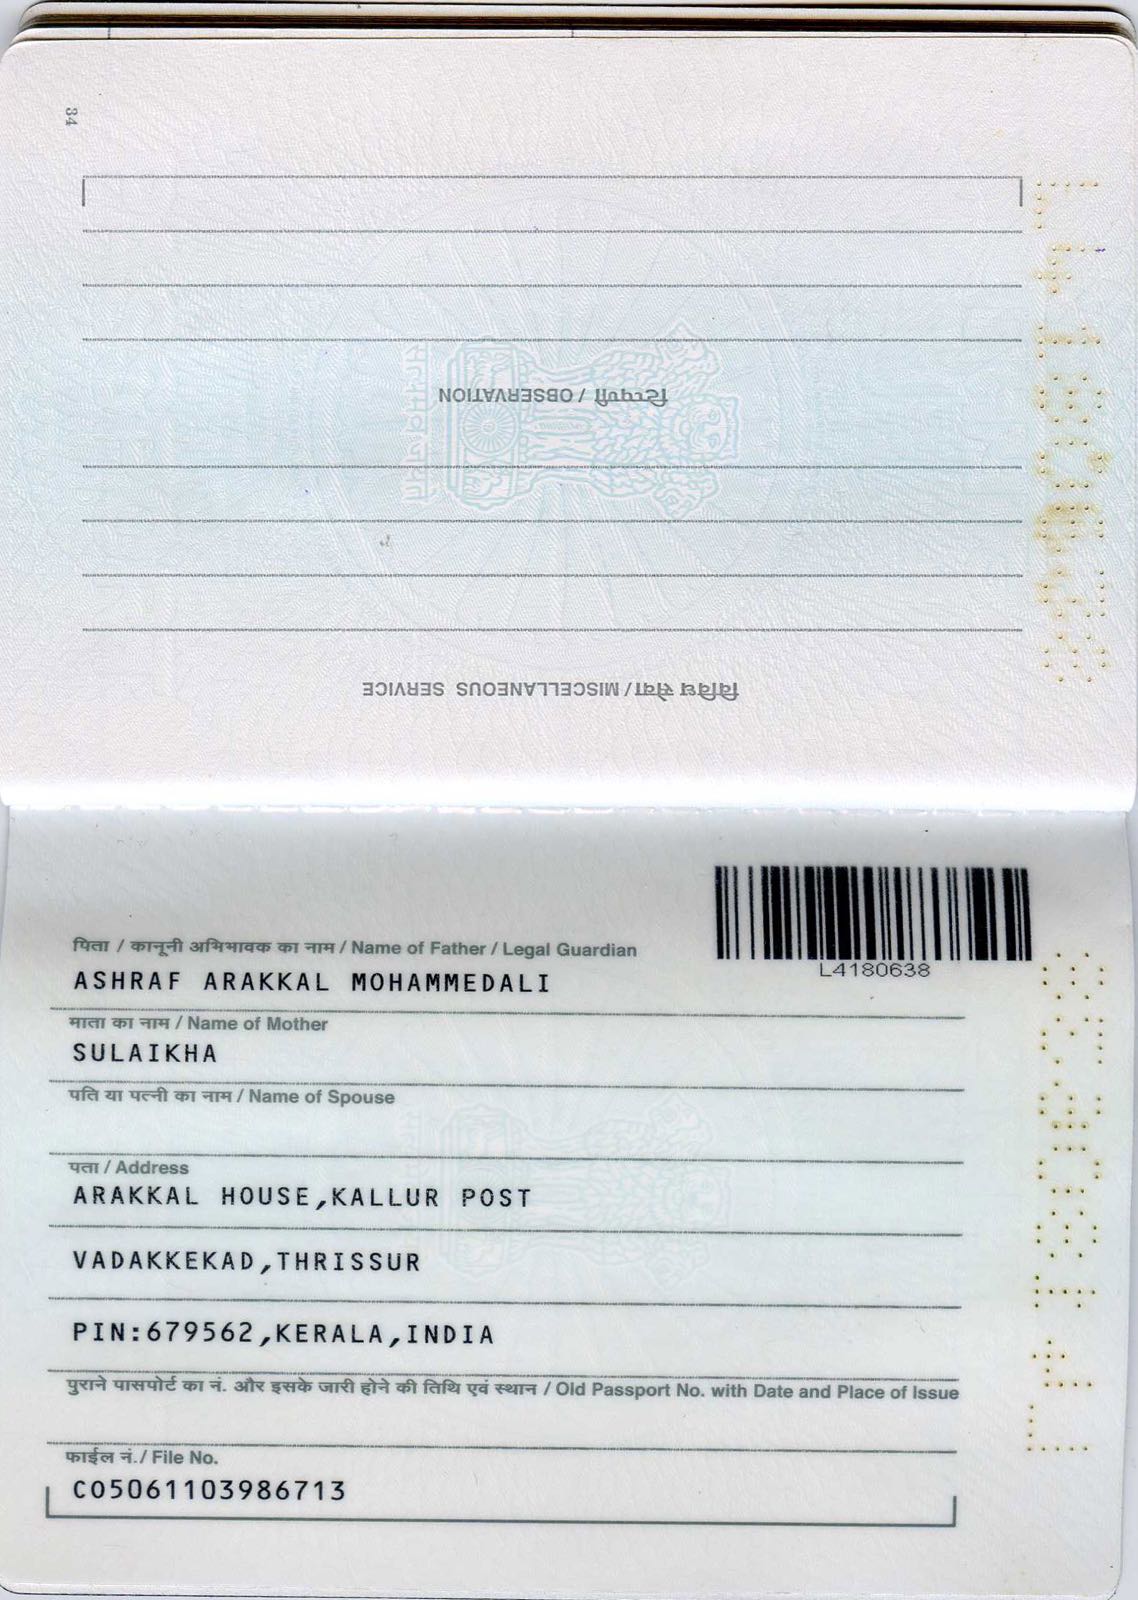 34
टिप्पणी / OBSERVATION
विविध सेवा / MISCELLANEOUS SERVICE
L4180638
पिता / कानूनी अभिभावक का नाम / Name of Father / Legal Guardian
ASHRAF ARAKKAL MOHAMMEDALI
माता का नाम / Name of Mother
SULAIKHA
पति या पत्नी का नाम / Name of Spouse
पता / Address
ARAKKAL HOUSE,KALLUR POST
VADAKKEKAD,THRISSUR
PIN:679562,KERALA,INDIA
पुराने पासपोर्ट का नं. और इसके जारी होने की तिथि एवं स्थान / Old Passport No. with Date and Place of Issue
फाईल नं./ File No.
CO5061103986713
L4180638